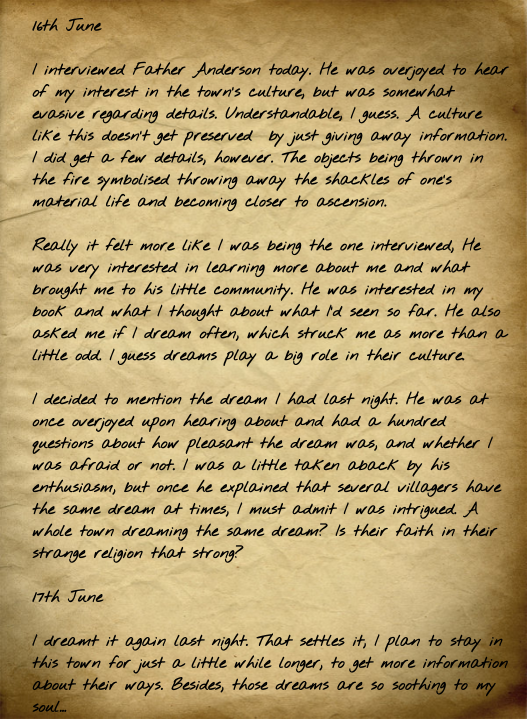 16th June
I interviewed Father Anderson today. He was overjoyed to hear
of my interest in the town's culture, but was somewhat
evasive regarding details. Understandable, I guess. A culture
like this doesn't get preserved by just giving away information.
I did get a few details, however. The objects being thrown in
the fire symbolised throwing away the shackles of one's
material life and becoming closer to ascension.
Really it felt more like I was being the one interviewed, He
was very interested in learning more about me and what
brought me to his little community. He was interested in my
book and what I thought about what I'd seen so far. He also
asked me if I dream often, which struck me as more than a
little odd. I guess dreams play a big role in their culture.
I decided to mention the dream I had last night. He was at
once overjoyed upon hearing about and had a hundred
questions about how pleasant the dream was, and whether I
was afraid or not. I was a little taken aback by his
enthusiasm, but once he explained that several villagers have
the same dream at times, I must admit I was intrigued. A
whole town dreaming the same dream? Is their faith in their
strange religion that strong?
17th June
I dreamt it again last night. That settles it, I plan to stay in
this town for just a little while longer, to get more information
about their ways. Besides, those dreams are so soothing to my
soul...